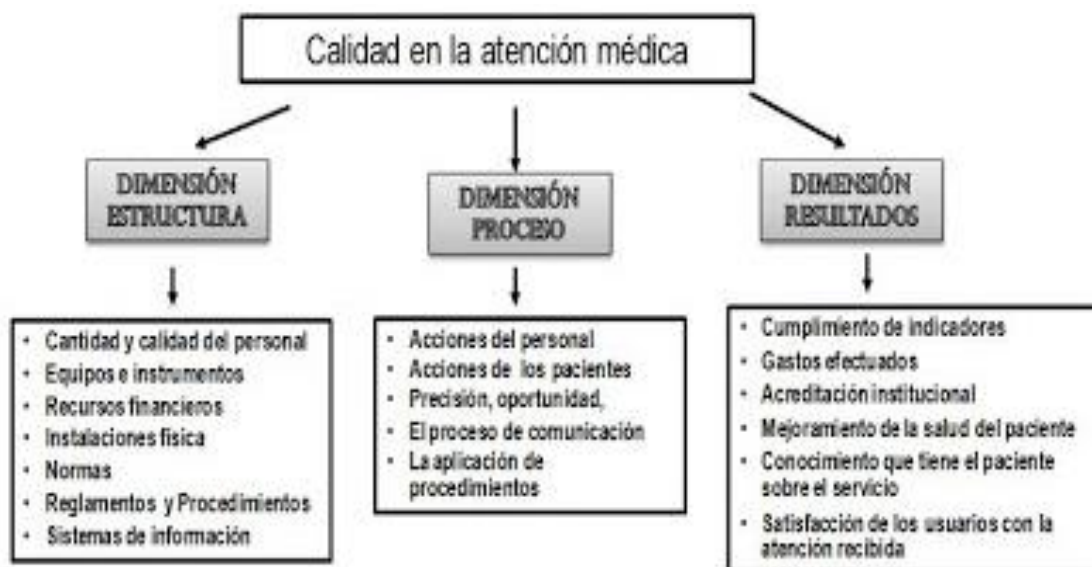 Calidad en la atención médica
DIMENSIÓN
ESTRUCTURA
• Cantidad y calidad del personal
• Equipos e instrumentos
• Recursos financieros
• Instalaciones física
• Normas
• Reglamentos y Procedimientos
• Sistemas de información
DIMENSIÓN
PROCESO
• Acciones del personal
• Acciones de los pacientes
• Precisión, oportunidad,
• El proceso de comunicación
• La aplicación de
procedimientos
DIMENSIÓN
RESULTADOS
• Cumplimiento de indicadores
• Gastos efectuados
• Acreditación institucional
• Mejoramiento de la salud del paciente
• Conocimiento que tiene el paciente
sobre el servicio
• Satisfacción de los usuarios con la
atención recibida